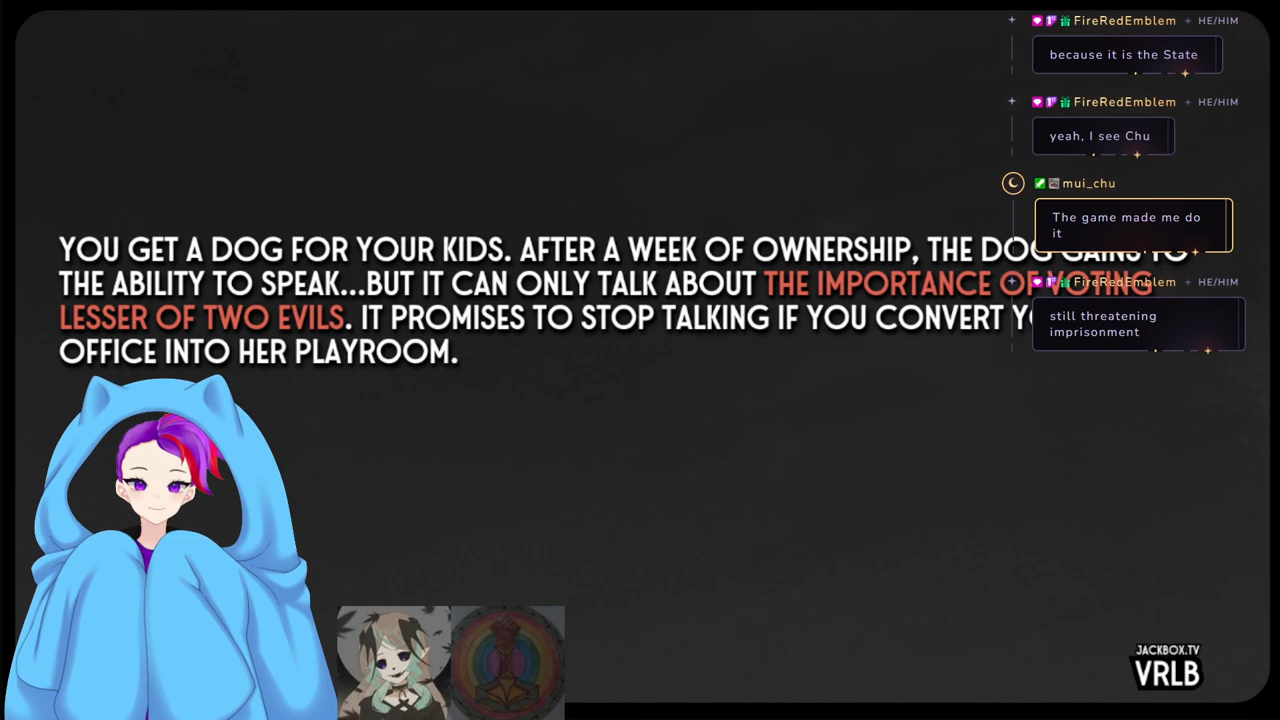 FireRedEmblem + HE/HIM
because it is the State
FireRedEmblem + HE/HIM
yeah, I see Chu
mui_chu
The game made me do
it
FireRedEmblem + HE/HIM
still threatening
imprisonment
YOU GET A DOG FOR YOUR KIDS. AFTER A WEEK OF OWNERSHIP, THE DOG GAINS TO
THE ABILITY TO SPEAK...BUT IT CAN ONLY TALK ABOUT THE IMPORTANCE OF VOTING
LESSER OF TWO EVILS. IT PROMISES TO STOP TALKING IF YOU CONVERT
OFFICE INTO HER PLAYROOM.
JACKBOX.TV
VRLB